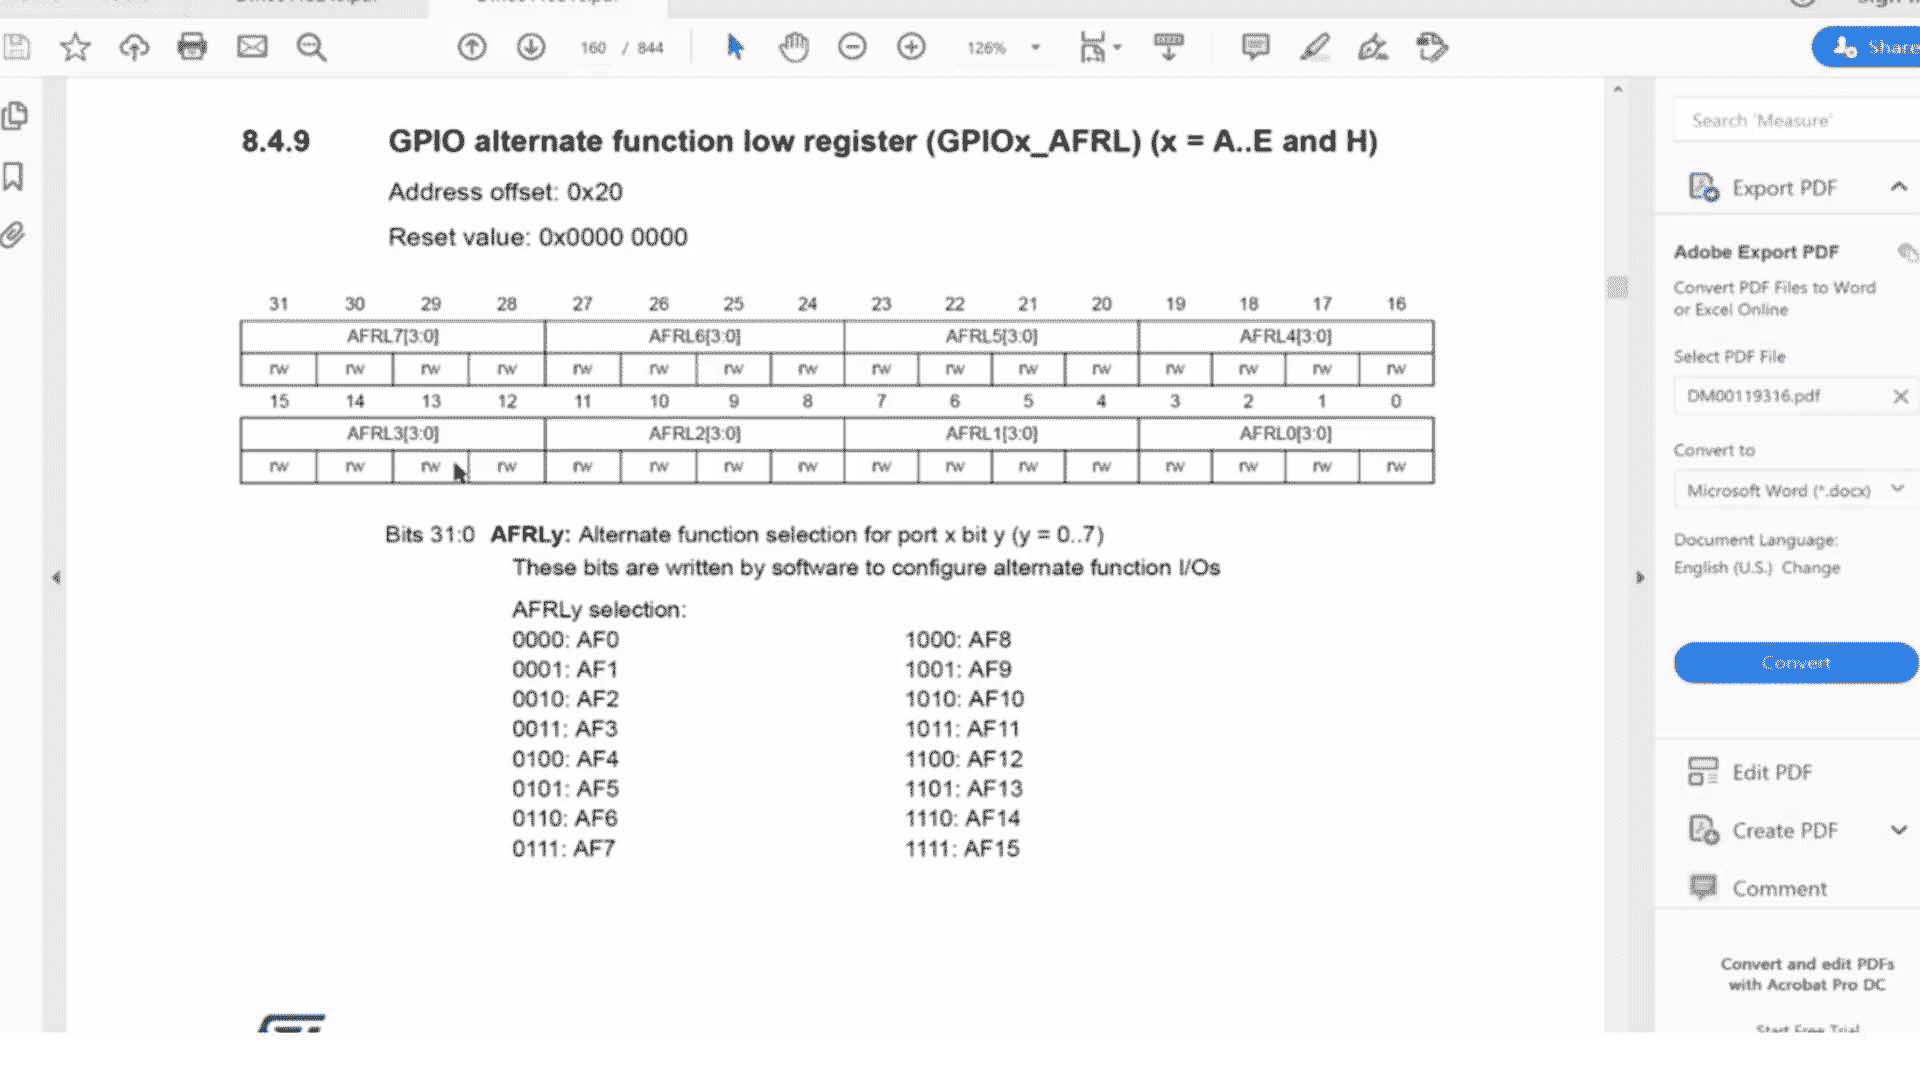 160 / 844
126%
Share
8.4.9 GPIO alternate function low register (GPIOx_AFRL) (x = A..E and H)
Address offset: 0x20
Reset value: 0x0000 0000
31 30 29 28 27 26 25 24 23 22 21 20 19 18 17 16
AFRL7[3:0] AFRL6[3:0] AFRL5[3:0] AFRL4[3:0]
rw rw rw rw rw rw rw rw rw rw rw rw rw rw rw rw
15 14 13 12 11 10 9 8 7 6 5 4 3 2 1 0
AFRL3[3:0] AFRL2[3:0] AFRL1[3:0] AFRL0[3:0]
rw rw rw rw rw rw rw rw rw rw rw rw rw rw rw rw
Bits 31:0 AFRLy: Alternate function selection for port x bit y (y = 0..7)
These bits are written by software to configure alternate function I/Os
AFRLy selection:
0000: AF0 1000: AF8
0001: AF1 1001: AF9
0010: AF2 1010: AF10
0011: AF3 1011: AF11
0100: AF4 1100: AF12
0101: AF5 1101: AF13
0110: AF6 1110: AF14
0111: AF7 1111: AF15
Search 'Measure'
Export PDF
Adobe Export PDF
Convert PDF Files to Word
or Excel Online
Select PDF File
DM00119316.pdf
Convert to
Microsoft Word (*.docx)
Document Language:
English (U.S.) Change
Convert
Edit PDF
Create PDF
Comment
Convert and edit PDFs
with Acrobat Pro DC
Start Free Trial